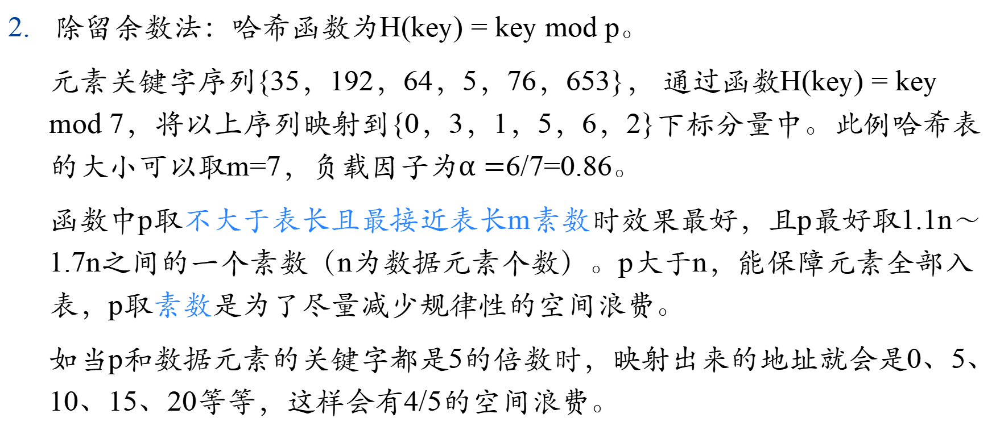 2. 除留余数法：哈希函数为H(key) = key mod p。
元素关键字序列{35，192，64，5，76，653}， 通过函数H(key) = key
mod 7，将以上序列映射到{0，3，1，5，6，2}下标分量中。此例哈希表
的大小可以取m=7，负载因子为α =6/7=0.86。
函数中p取不大于表长且最接近表长m素数时效果最好，且p最好取1.1n～
1.7n之间的一个素数（n为数据元素个数）。p大于n，能保障元素全部入
表，p取素数是为了尽量减少规律性的空间浪费。
如当p和数据元素的关键字都是5的倍数时，映射出来的地址就会是0、5、
10、15、20等等，这样会有4/5的空间浪费。